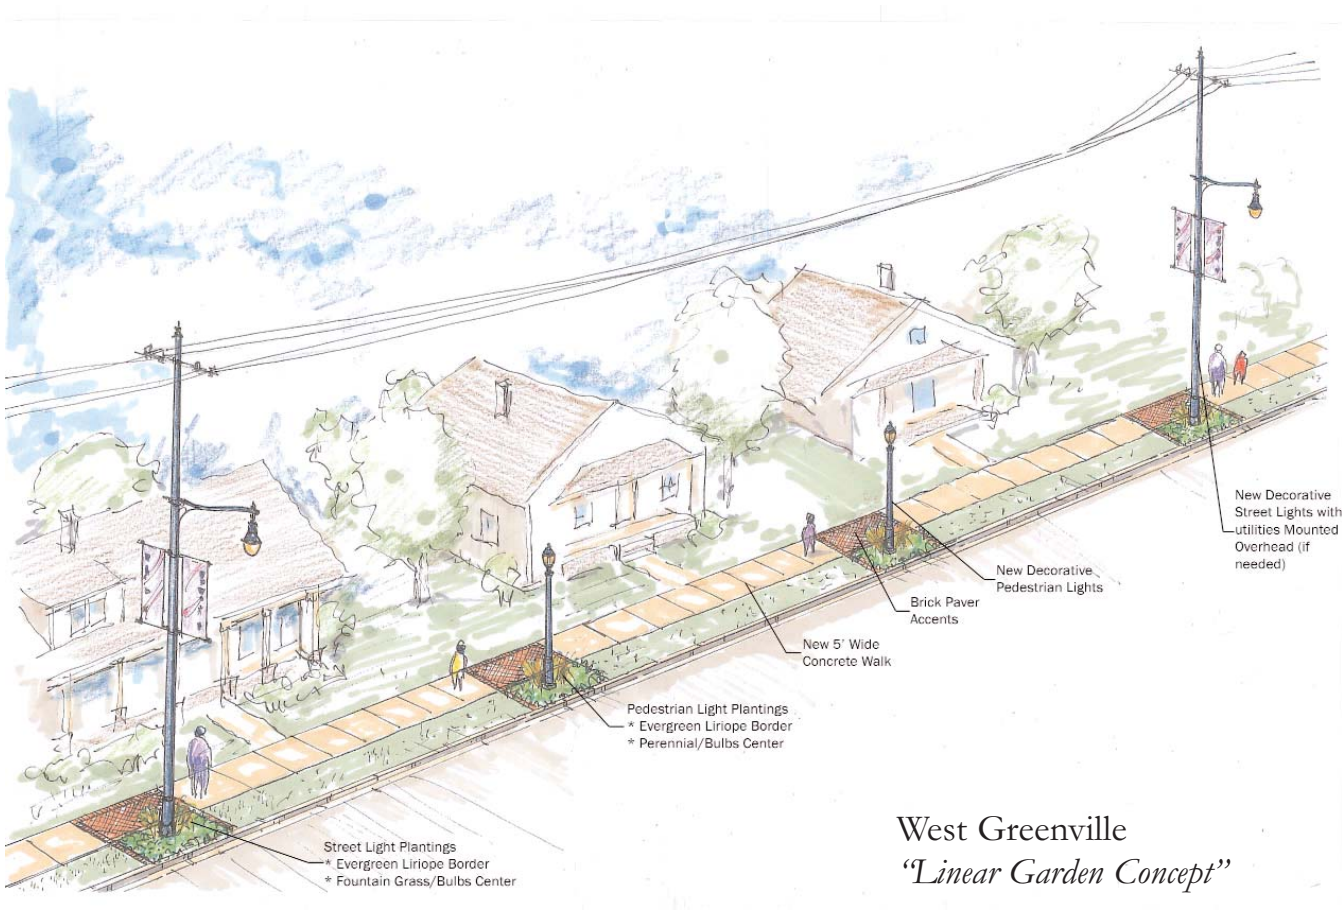 New Decorative
Street Lights with
utilities Mounted
Overhead (if
needed)
New Decorative
Pedestrian Lights
Brick Paver
Accents
New 5' Wide
Concrete Walk
Pedestrian Light Plantings
* Evergreen Liriope Border
* Perennial/Bulbs Center
Street Light Plantings
* Evergreen Liriope Border
* Fountain Grass/Bulbs Center
West Greenville
“Linear Garden Concept”